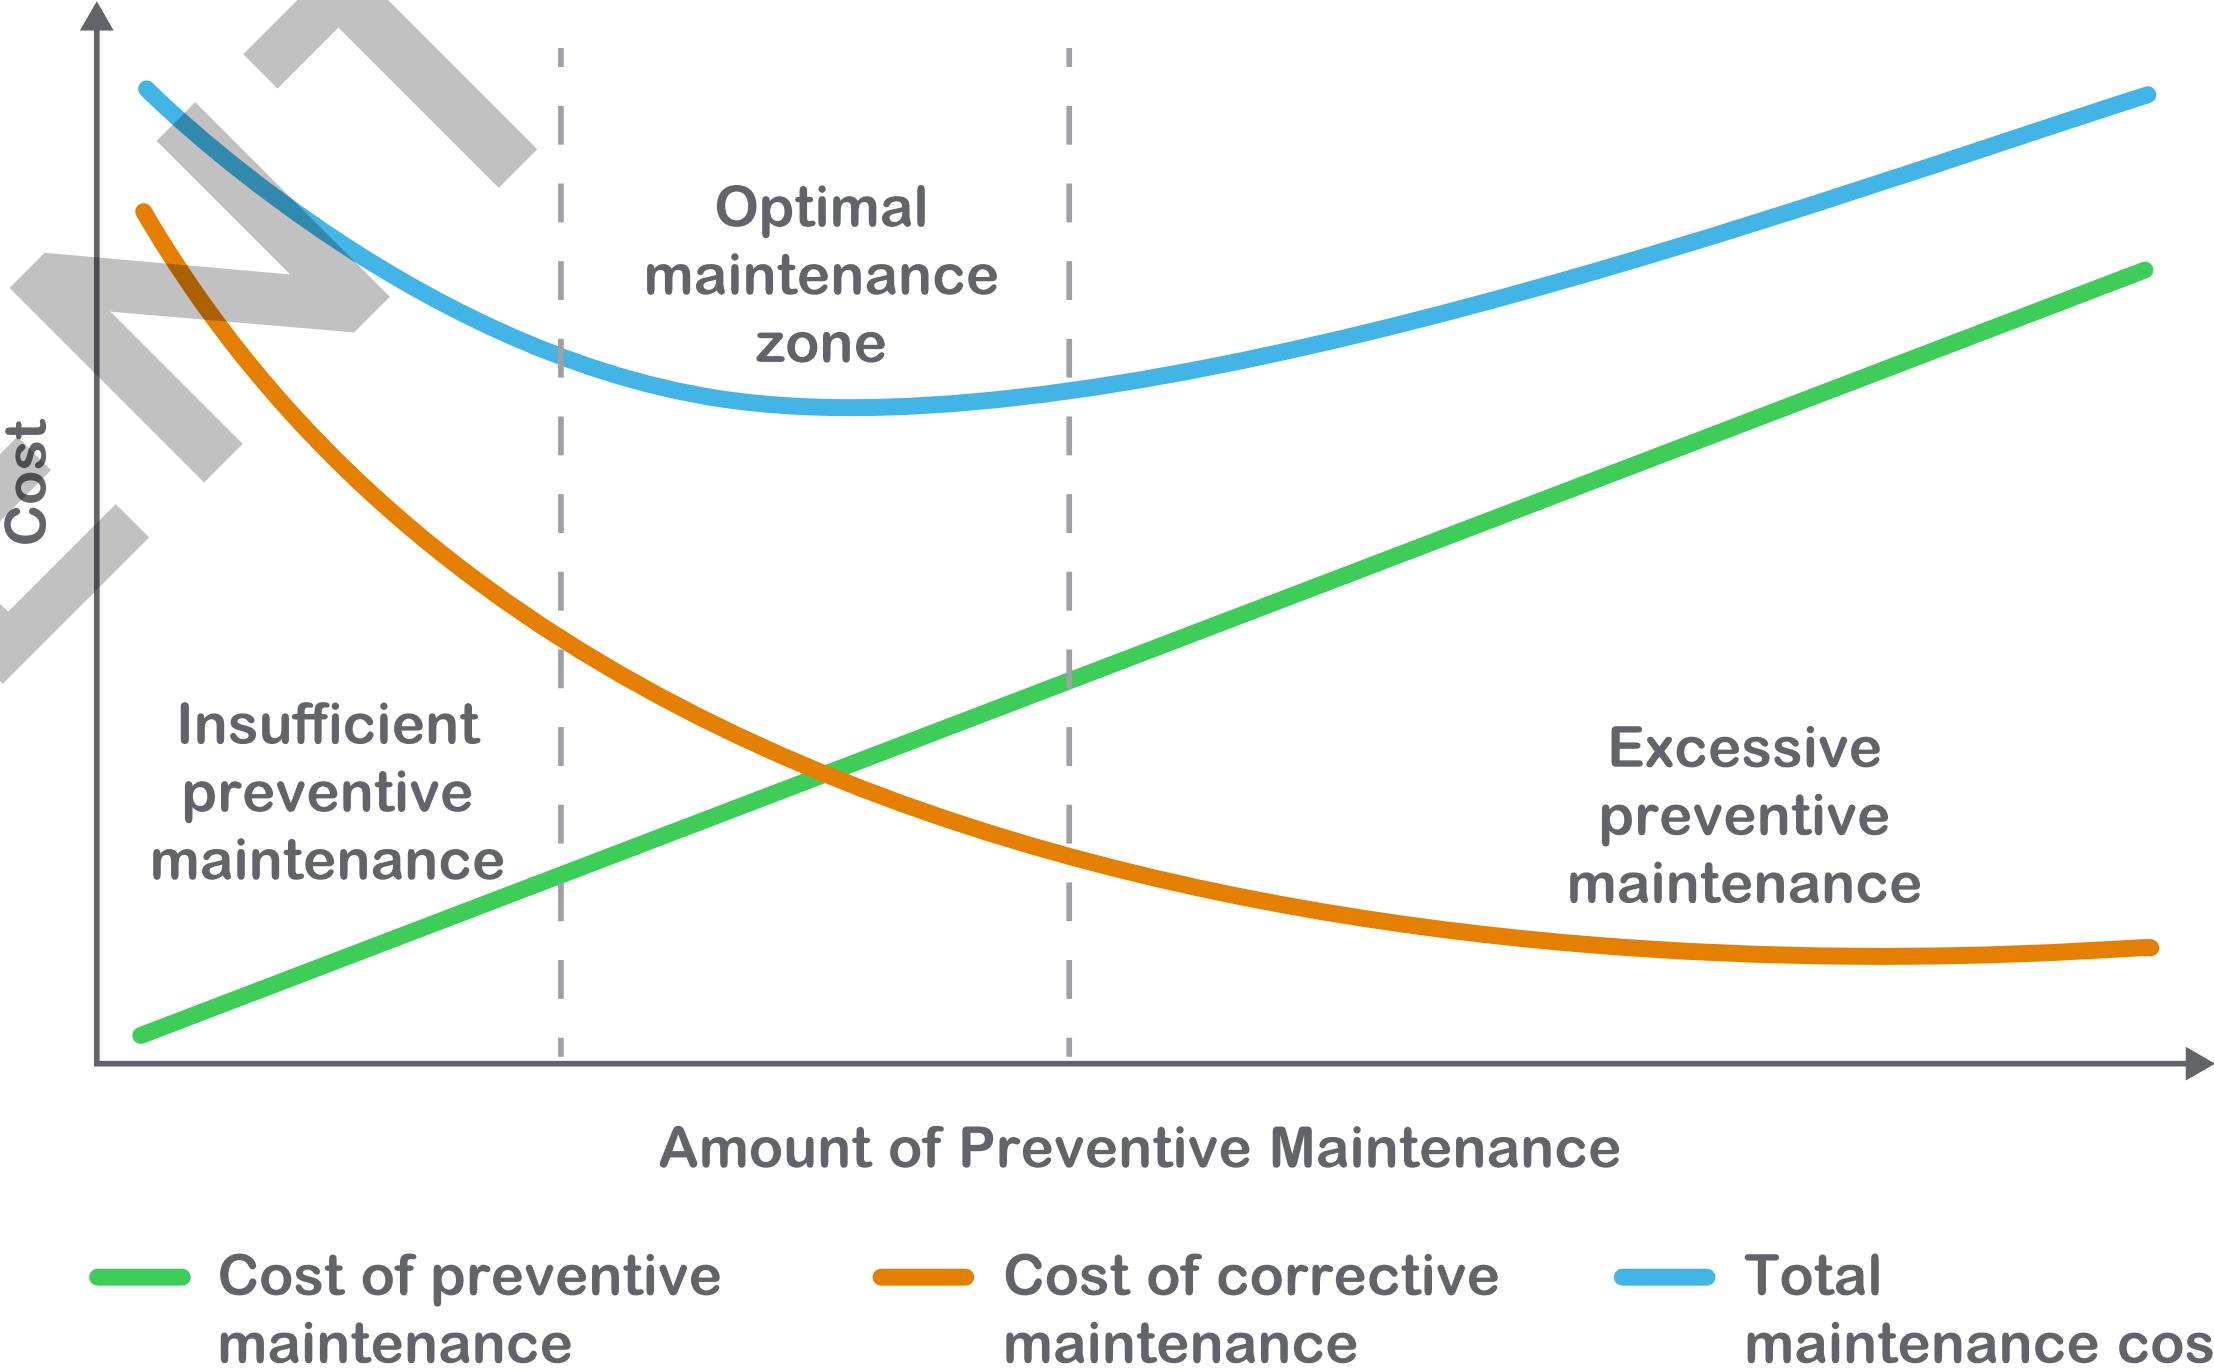 Optimal
maintenance
zone
Cost
Insufficient
preventive
maintenance
Excessive
preventive
maintenance
Amount of Preventive Maintenance
Cost of preventive
maintenance
Cost of corrective
maintenance
Total
maintenance cos